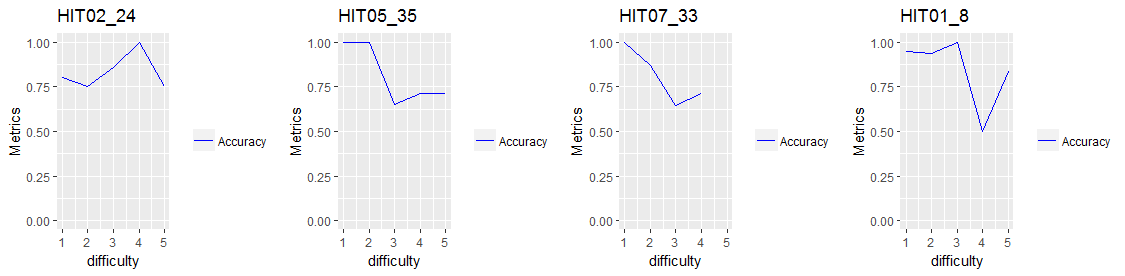 HIT02_24
1.00
0.75
0.50
0.25
0.00
Metrics
1 2 3 4 5
difficulty
Accuracy
HIT05_35
1.00
0.75
0.50
0.25
0.00
Metrics
1 2 3 4 5
difficulty
Accuracy
HIT07_33
1.00
0.75
0.50
0.25
0.00
Metrics
1 2 3 4 5
difficulty
Accuracy
HIT01_8
1.00
0.75
0.50
0.25
0.00
Metrics
1 2 3 4 5
difficulty
Accuracy